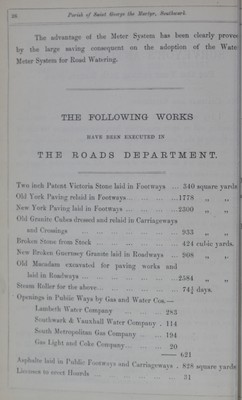 56 Parish of Saint George the Martyr, Southwark
The advantage of the Meter System has been clearly prove
by the large saving consequent on the adoption of the Wate
Meter System for Road Watering.
THE FOLLOWING WORKS
HAVE BEEN EXECUTED IN
THE ROADS DEPARTMENT.
Two inch Patent Victoria Stone laid in Footways ... 340 square yards
Old York Paving relaid in Footways ... 1778 „ „
New York Paving laid in Footways ... 2300 „ „
Old Granite Cubes dressed and relaid in Carriageways
and Crossings ... 953 „ „
Broken Stone from Stock ... 424 cubic yards.
New Broken Guernsey Granite laid in Roadways ... 908 „ „
Old Macadam excavated for paving works and
laid in Roadways ... 2584 „ „
Steam Roller for the above ... 74½ days.
Openings in Public Ways by Gas and Water Cos.—
Lambeth Water Company ... 293
Southwark & Vauxhall Water Company . 114
South Metropolitan Gas Company ... 194
Gas Light and Coke Company ... 20
621
Asphalte laid in Public Footways and Carriageways . 828 square yards
Licenses to erect Hoards ... 31